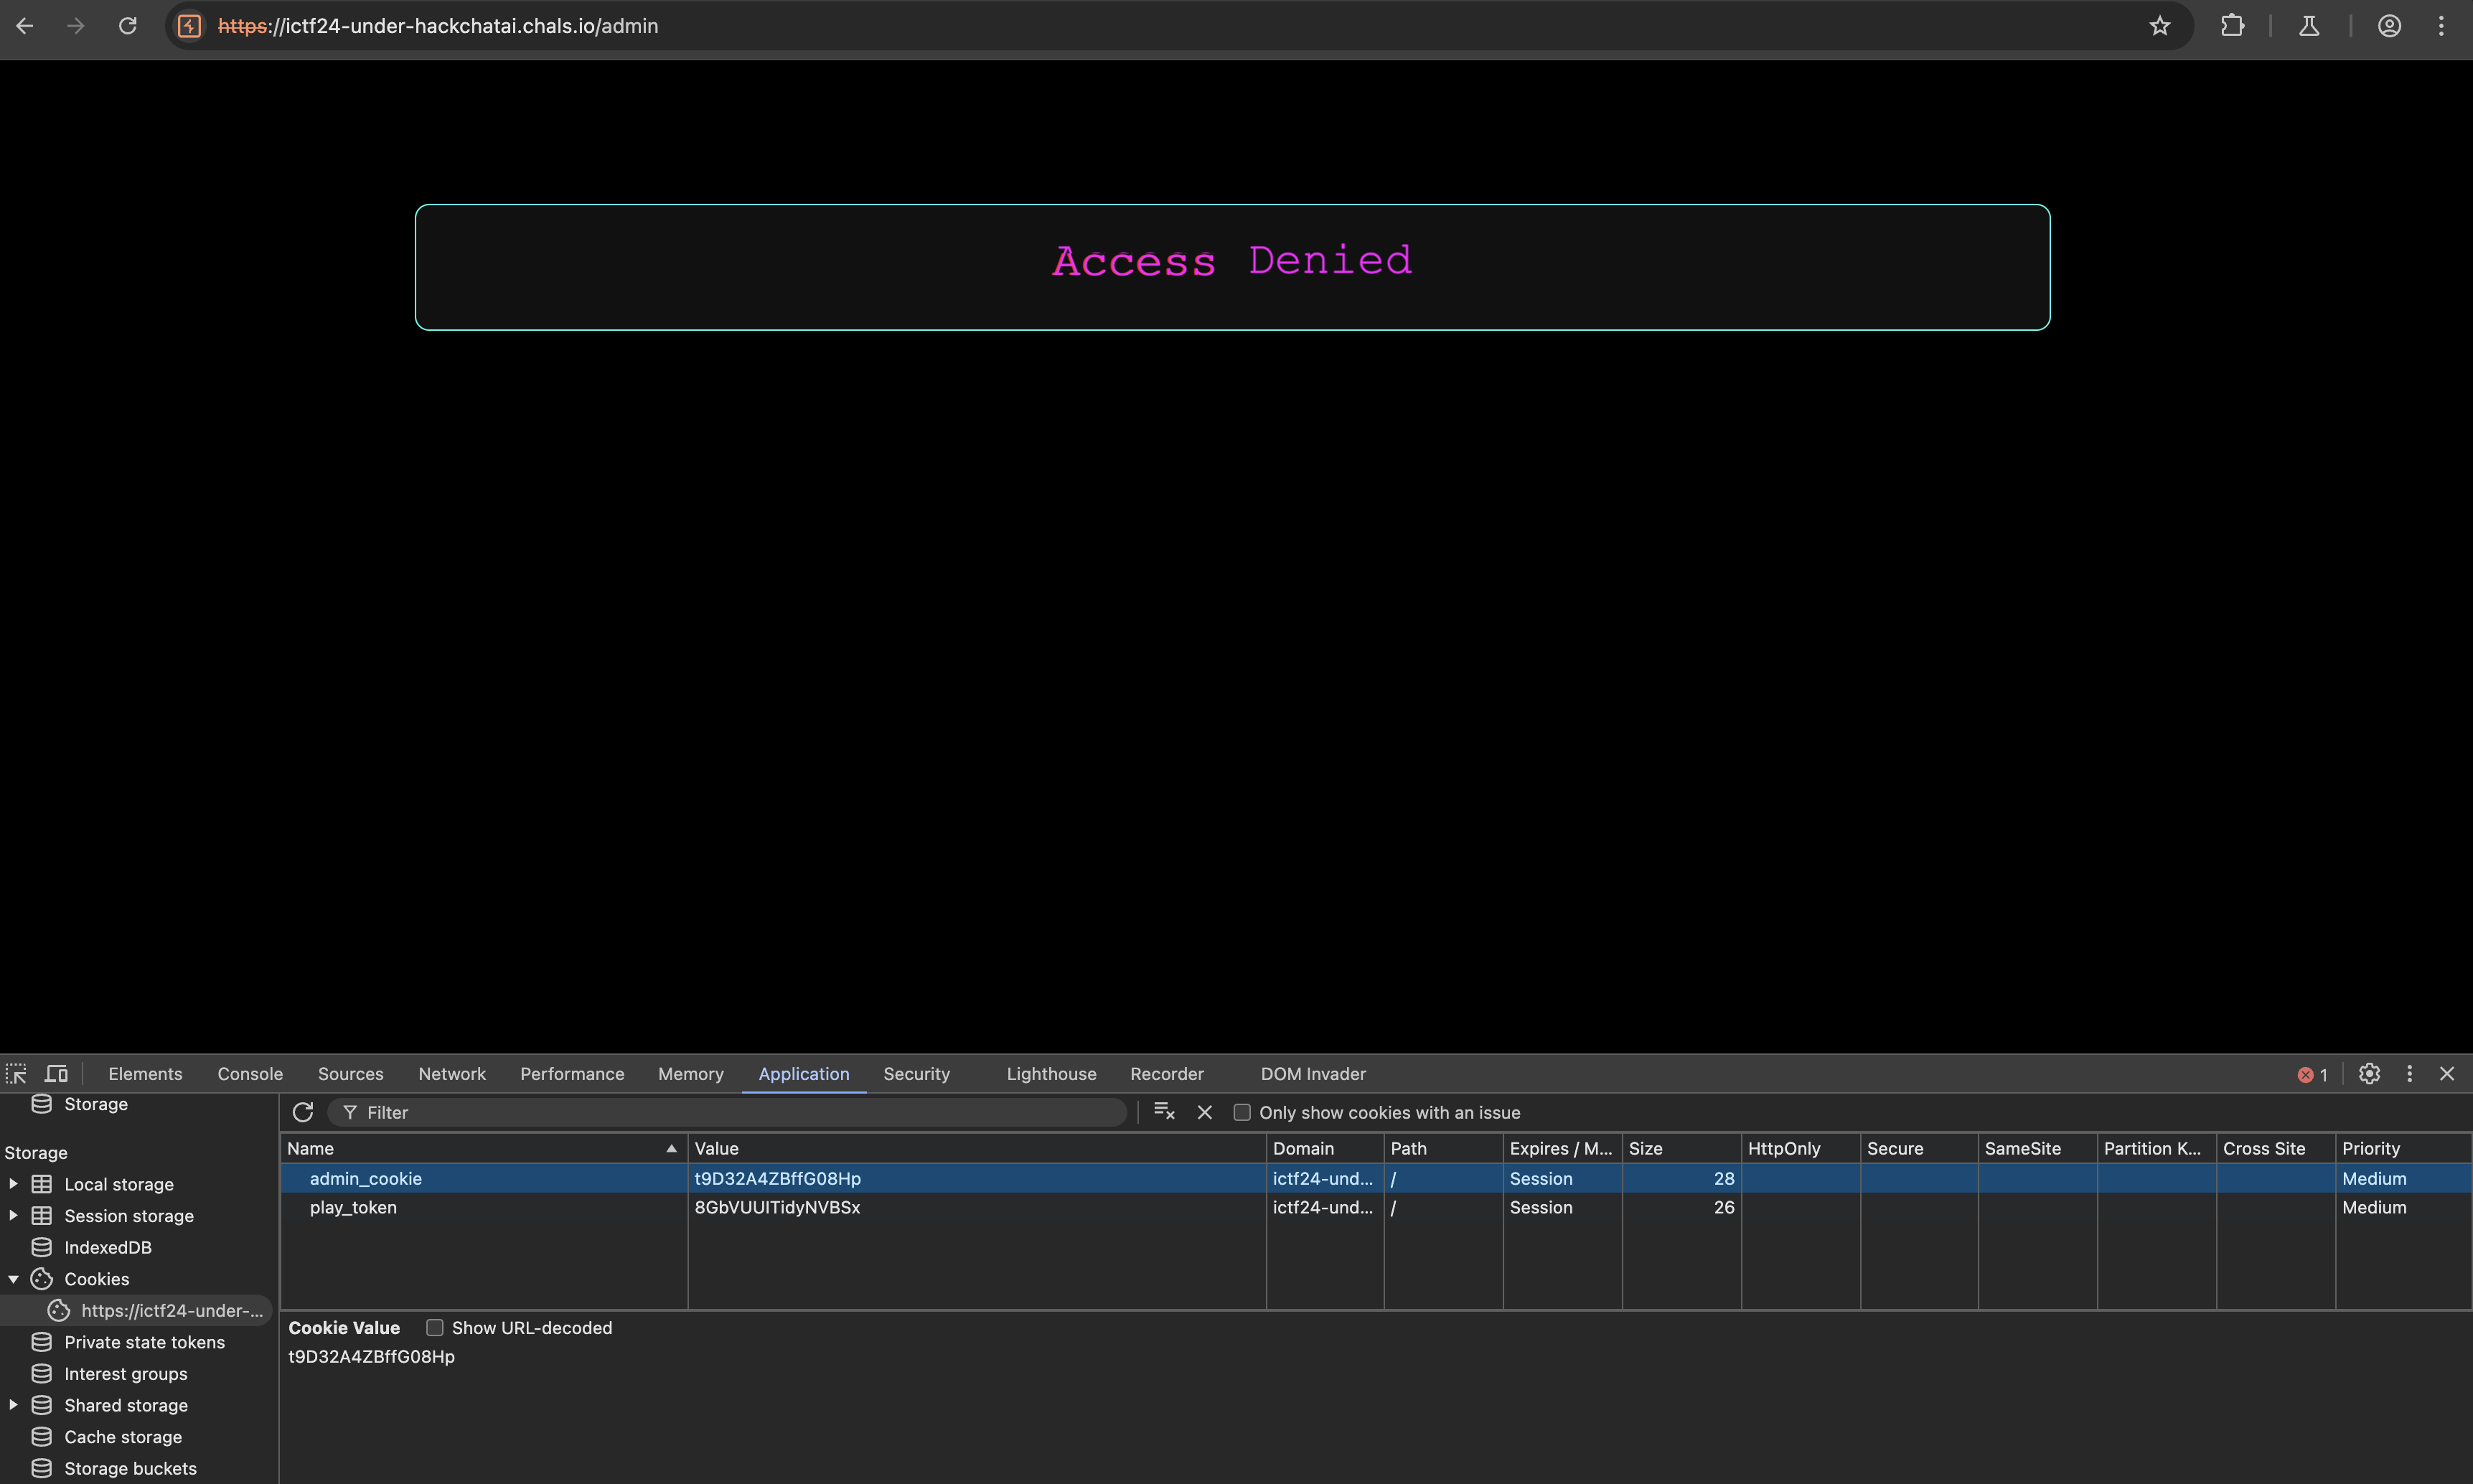 https://ictf24-under-hackchatai.chals.io/admin
Access Denied
Elements Console Sources Network Performance Memory Application Security Lighthouse Recorder DOM Invader 1
Storage
Filter Only show cookies with an issue
Storage
Local storage
Session storage
IndexedDB
Cookies
https://ictf24-under-...
Private state tokens
Interest groups
Shared storage
Cache storage
Storage buckets
Name Value Domain Path Expires / M... Size HttpOnly Secure SameSite Partition K... Cross Site Priority
admin_cookie t9D32A4ZBffG08Hp ictf24-und... / Session 28 Medium
play_token 8GbVUUITidyNVBSx ictf24-und... / Session 26 Medium
Cookie Value Show URL-decoded
t9D32A4ZBffG08Hp